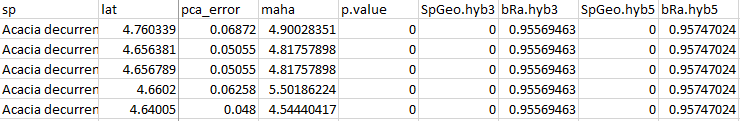 sp lat pca_error maha p.value SpGeo.hyb3 bRa.hyb3 SpGeo.hyb5 bRa.hyb5
Acacia decurren 4.760339 0.06872 4.90028351 0 0 0.95569463 0 0.95747024
Acacia decurren 4.656381 0.05055 4.81757898 0 0 0.95569463 0 0.95747024
Acacia decurren 4.656789 0.05055 4.81757898 0 0 0.95569463 0 0.95747024
Acacia decurren 4.6602 0.06258 5.50186224 0 0 0.95569463 0 0.95747024
Acacia decurren 4.64005 0.048 4.54440417 0 0 0.95569463 0 0.95747024